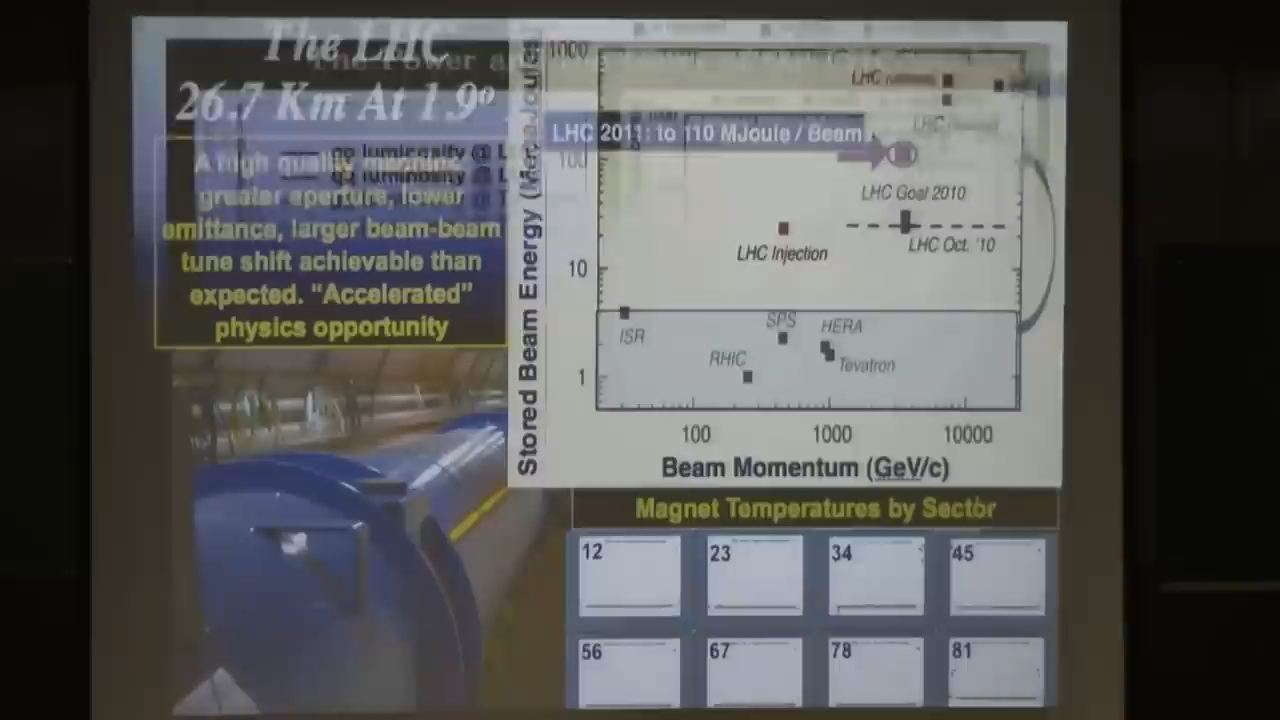 The LHC
26.7 Km At 1.9º
A high quality machine,
greater aperture, lower
emittance, larger beam-beam
tune shift achievable than
expected. "Accelerated"
physics opportunity
Stored Beam Energy (MegaJoules)
1000
100
10
1
LHC
LHC 2011: to 110 MJoule / Beam
LHC Goal 2010
LHC Injection
LHC Oct. '10
ISR
SPS
HERA
RHIC
Tevatron
100
1000
10000
Beam Momentum (GeV/c)
Magnet Temperatures by Sector
12
23
34
45
56
67
78
81